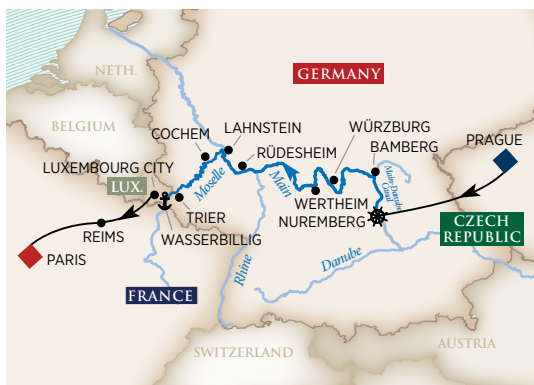 NETH.
GERMANY
BELGIUM
COCHEM
LAHNSTEIN
WÜRZBURG
RÜDESHEIM
BAMBERG
PRAGUE
LUXEMBOURG CITY
LUX.
Moselle
Main
Main-Danube
Canal
TRIER
WERTHEIM
NUREMBERG
WASSERBILLIG
REIMS
CZECH
REPUBLIC
PARIS
Rhine
Danube
FRANCE
SWITZERLAND
AUSTRIA